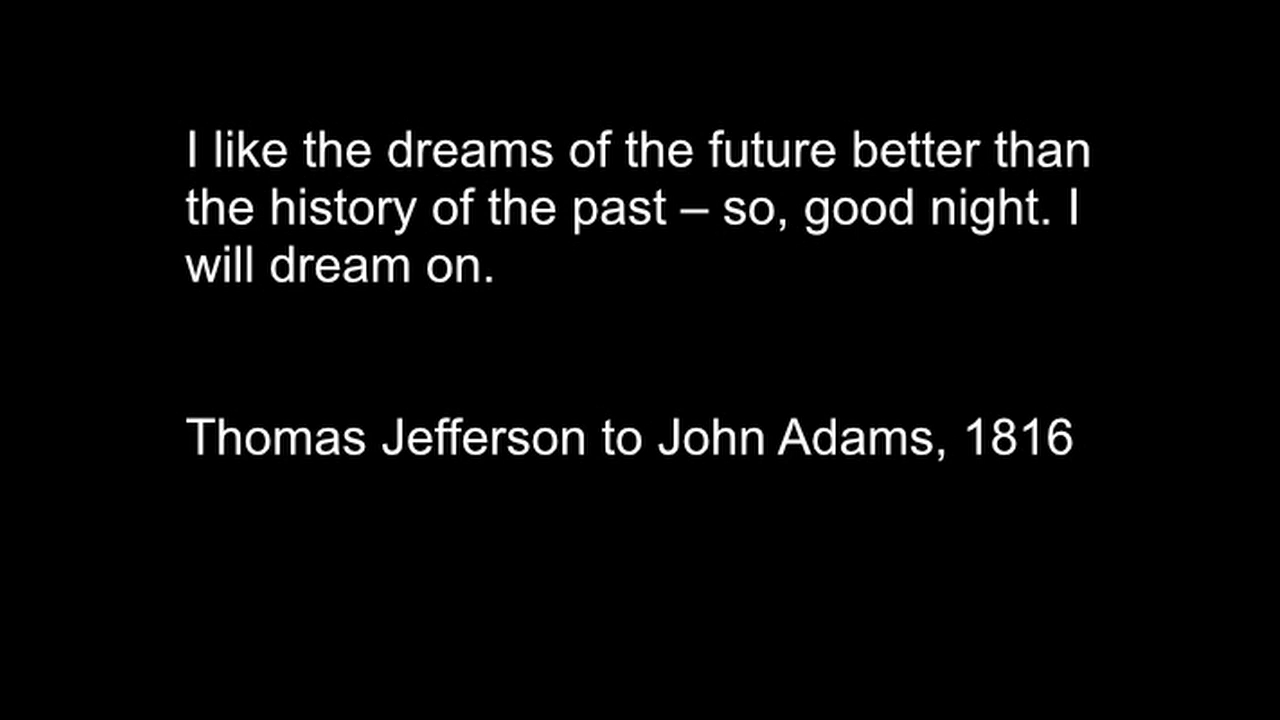 I like the dreams of the future better than
the history of the past – so, good night. I
will dream on.
Thomas Jefferson to John Adams, 1816